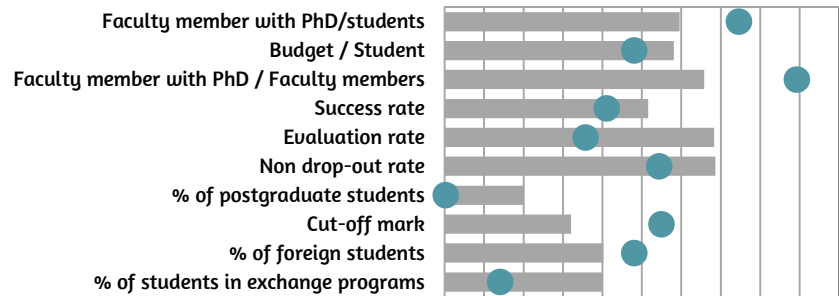 Faculty member with PhD/students
Budget / Student
Faculty member with PhD / Faculty members
Success rate
Evaluation rate
Non drop-out rate
% of postgraduate students
Cut-off mark
% of foreign students
% of students in exchange programs